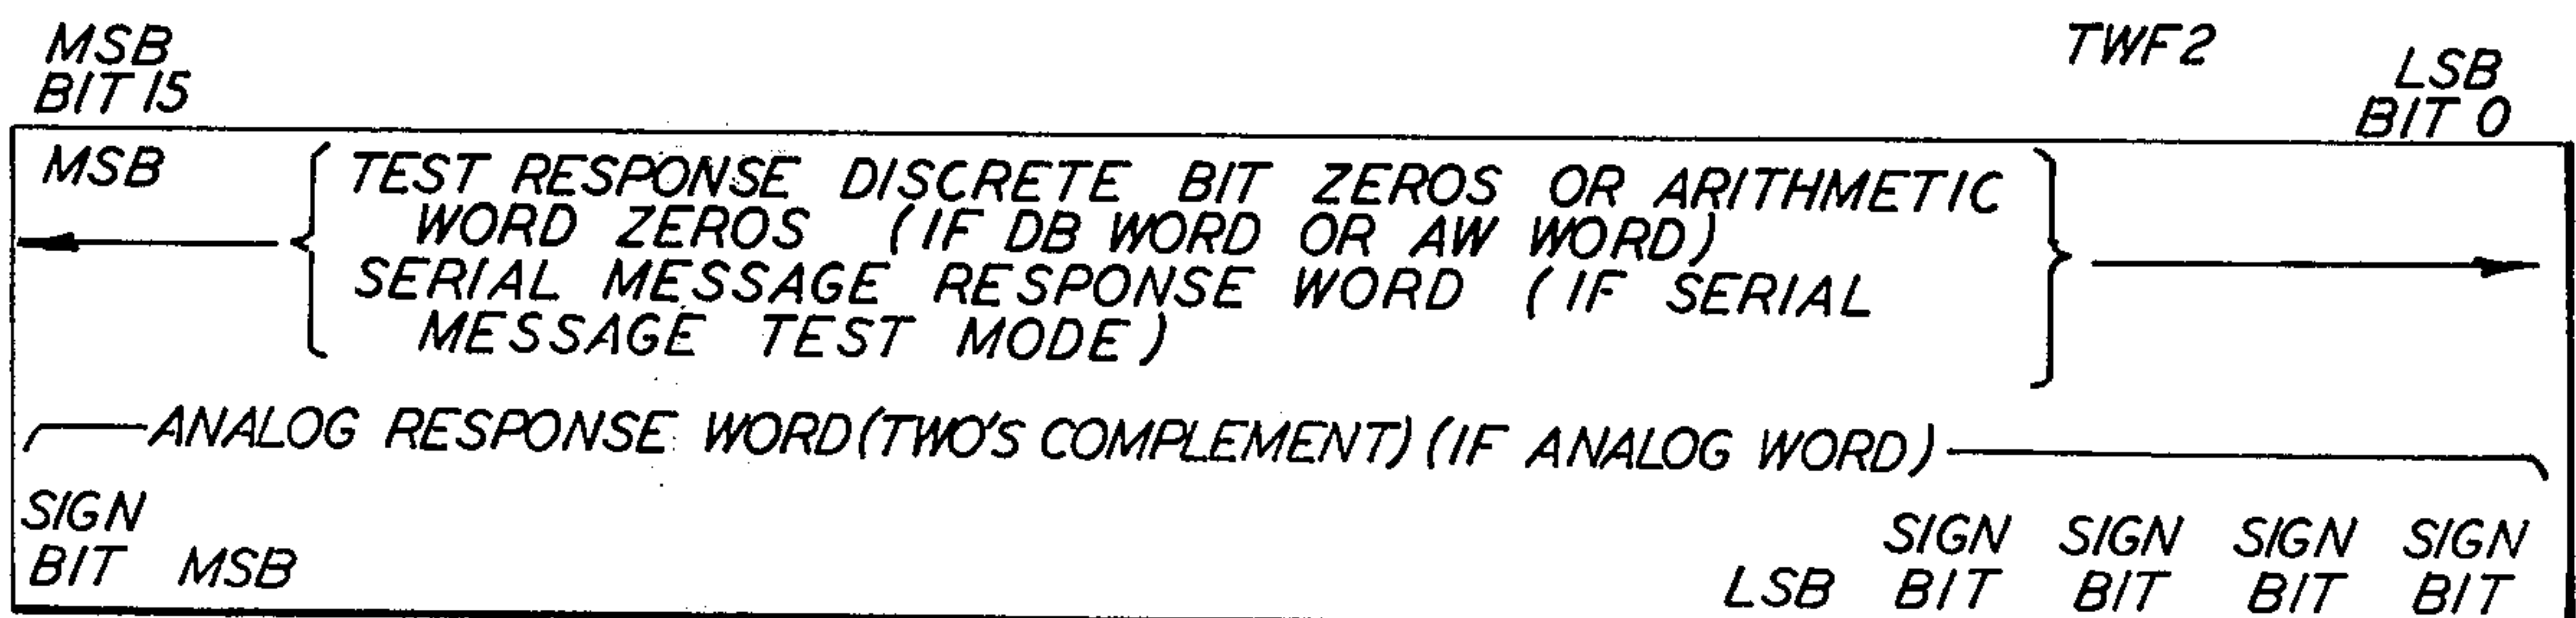 MSB
BIT 15
TWF2
LSB
BIT 0
MSB
TEST RESPONSE DISCRETE BIT ZEROS OR ARITHMETIC
WORD ZEROS (IF DB WORD OR AW WORD)
SERIAL MESSAGE RESPONSE WORD (IF SERIAL
MESSAGE TEST MODE)
ANALOG RESPONSE WORD (TWO'S COMPLEMENT) (IF ANALOG WORD)
SIGN
BIT MSB
SIGN SIGN SIGN SIGN
LSB BIT BIT BIT BIT